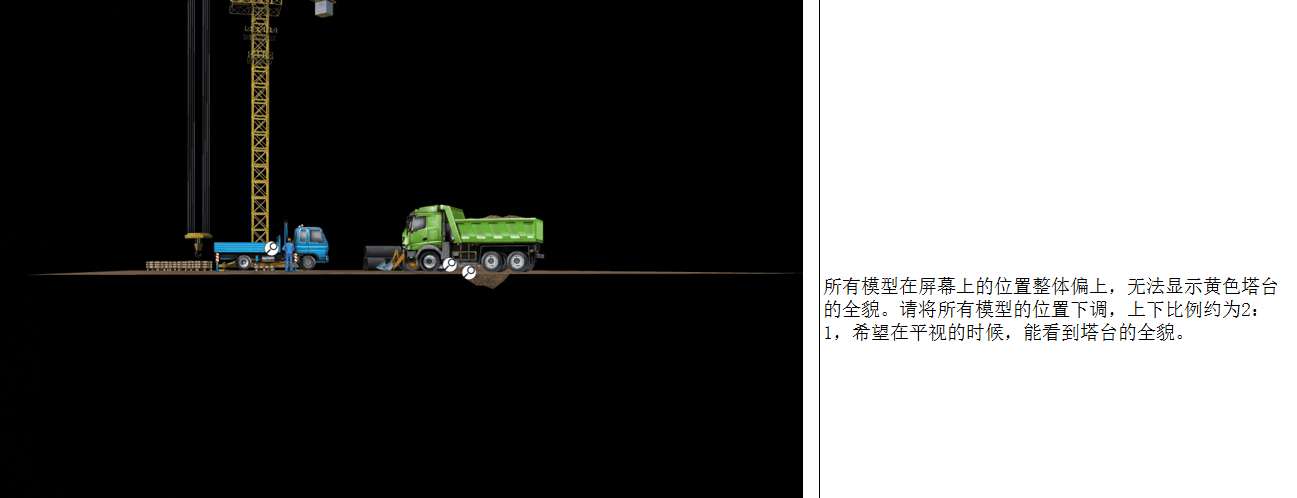 所有模型在屏幕上的位置整体偏上，无法显示黄色塔台
的全貌。请将所有模型的位置下调，上下比例约为2：
1，希望在平视的时候，能看到塔台的全貌。